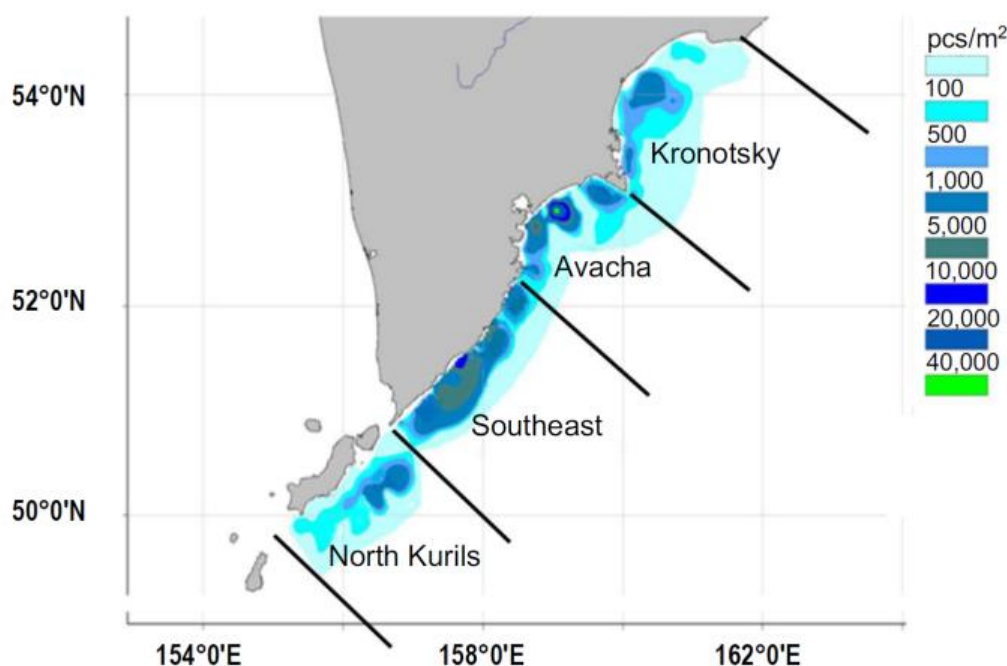 pcs/m²
100
500
1,000
5,000
10,000
20,000
40,000
54°0'N
52°0'N
50°0'N
Kronotsky
Avacha
Southeast
North Kurils
154°0'E
158°0'E
162°0'E